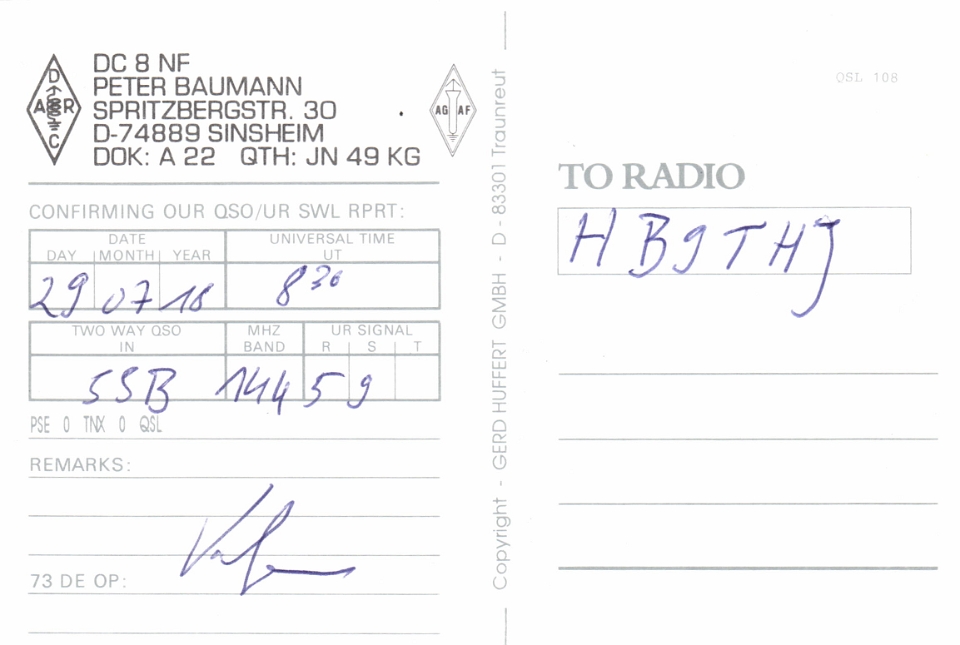 DC 8 NF
PETER BAUMANN
SPRITZBERGSTR. 30
D-74889 SINSHEIM
DOK: A 22 QTH: JN 49 KG
DARC
AGAF
CONFIRMING OUR QSO/UR SWL RPRT:
DATE UNIVERSAL TIME
DAY MONTH YEAR UT
29 07 18 8 30
TWO WAY QSO MHZ UR SIGNAL
IN BAND R S T
SSB 144 5 9
PSE O TNX O QSL
REMARKS:
73 DE OP:
Copyright - GERD HUFFERT GMBH - D - 83301 Traunreut
QSL 108
TO RADIO
HB9THJ